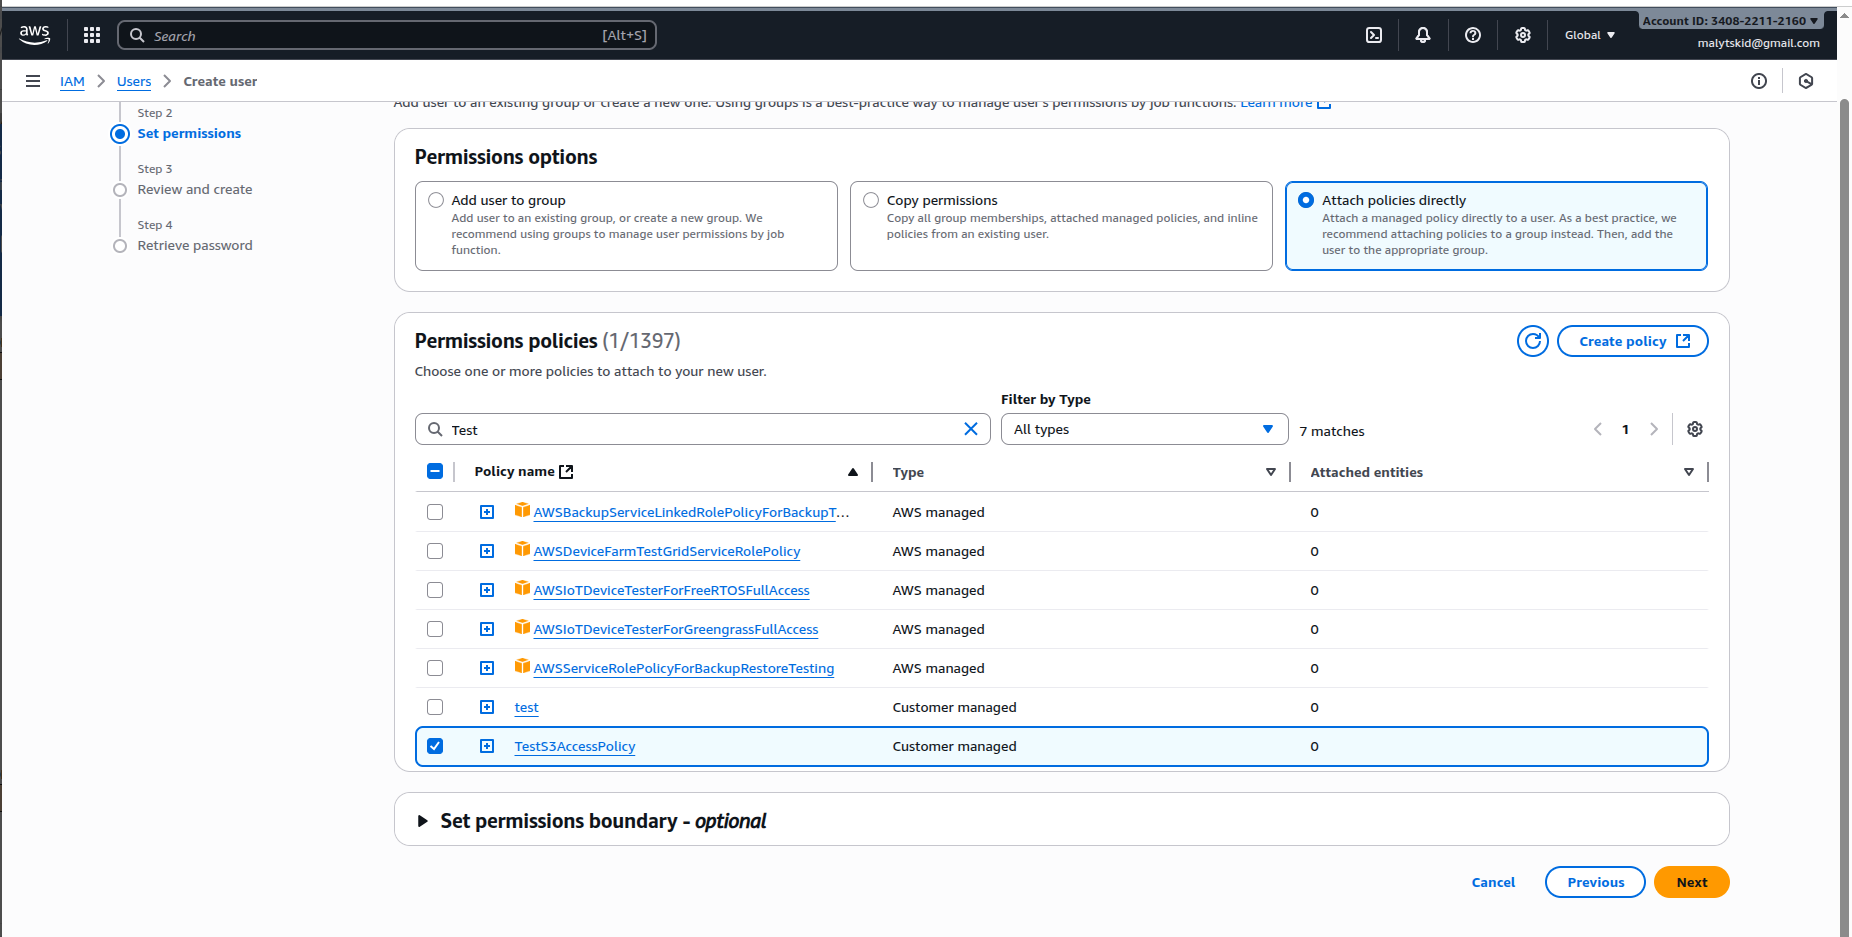 aws
Search [Alt+S]
Global
Account ID: 3408-2211-2160
malytskid@gmail.com
IAM
Users
Create user
Add user to an existing group or create a new one. Using groups is a best-practice way to manage user's permissions by job functions. Learn more
Step 2
Set permissions
Step 3
Review and create
Step 4
Retrieve password
Permissions options
Add user to group
Add user to an existing group, or create a new group. We
recommend using groups to manage user permissions by job
function.
Copy permissions
Copy all group memberships, attached managed policies, and inline
policies from an existing user.
Attach policies directly
Attach a managed policy directly to a user. As a best practice, we
recommend attaching policies to a group instead. Then, add the
user to the appropriate group.
Permissions policies (1/1397)
Create policy
Choose one or more policies to attach to your new user.
Filter by Type
Test
All types
7 matches
1
Policy name
Type
Attached entities
AWSBackupServiceLinkedRolePolicyForBackupT... AWS managed 0
AWSDeviceFarmTestGridServiceRolePolicy AWS managed 0
AWSIoTDeviceTesterForFreeRTOSFullAccess AWS managed 0
AWSIoTDeviceTesterForGreengrassFullAccess AWS managed 0
AWSServiceRolePolicyForBackupRestoreTesting AWS managed 0
test Customer managed 0
TestS3AccessPolicy Customer managed 0
Set permissions boundary - optional
Cancel
Previous
Next